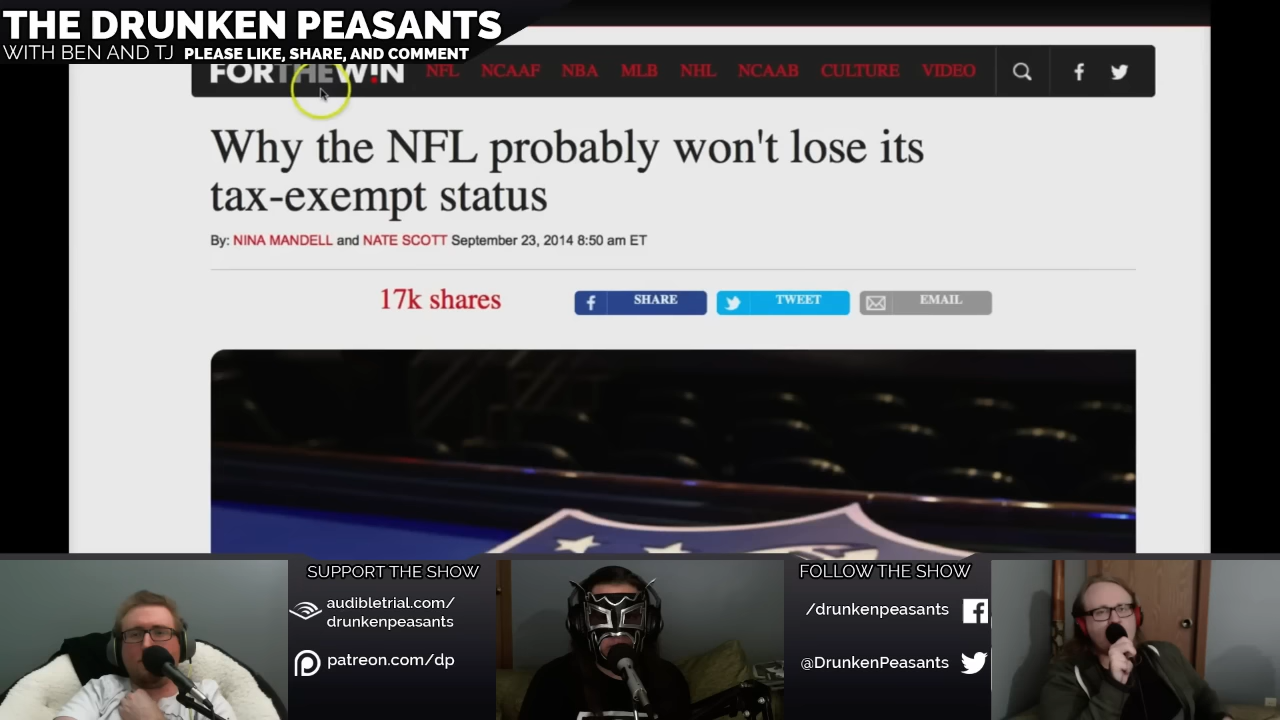 THE DRUNKEN PEASANTS
WITH BEN AND TJ PLEASE LIKE, SHARE, AND COMMENT
FORTHEW!N NFL NCAAF NBA MLB NHL NCAAB CULTURE VIDEO
Why the NFL probably won't lose its
tax-exempt status
By: NINA MANDELL and NATE SCOTT September 23, 2014 8:50 am ET
17k shares SHARE TWEET EMAIL
SUPPORT THE SHOW
audibletrial.com/
drunkenpeasants
patreon.com/dp
FOLLOW THE SHOW
/drunkenpeasants
@DrunkenPeasants